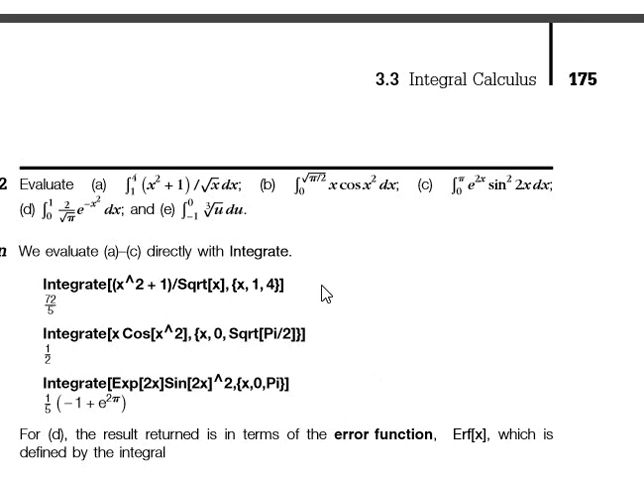 3.3 Integral Calculus 175
2 Evaluate (a) ∫₁⁴ (x² + 1)/√x dx; (b) ∫₀^√(π/2) x cos x² dx; (c) ∫₀^π e^(2x) sin² 2x dx;
(d) ∫₀¹ 2/√π e^(-x²) dx; and (e) ∫₋₁⁰ ∛u du.
n We evaluate (a)–(c) directly with Integrate.
Integrate[(x^2 + 1)/Sqrt[x], {x, 1, 4}]
72/5
Integrate[x Cos[x^2], {x, 0, Sqrt[Pi/2]}]
1/2
Integrate[Exp[2x]Sin[2x]^2,{x,0,Pi}]
1/5 (−1 + e^(2π))
For (d), the result returned is in terms of the error function, Erf[x], which is
defined by the integral